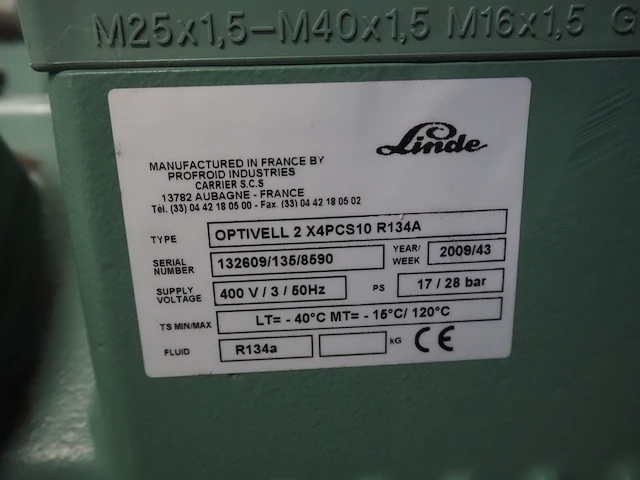 M25x1,5-M40x1,5 M16x1,5 G
Linde
MANUFACTURED IN FRANCE BY
PROFROID INDUSTRIES
CARRIER S.C.S
13782 AUBAGNE - FRANCE
Tél. (33) 04 42 18 05 00 - Fax. (33) 04 42 18 05 02
TYPE OPTIVELL 2 X4PCS10 R134A
SERIAL NUMBER 132609/135/8590 YEAR/ WEEK 2009/43
SUPPLY VOLTAGE 400 V / 3 / 50Hz PS 17 / 28 bar
TS MIN/MAX LT= - 40°C MT= - 15°C/ 120°C
FLUID R134a kG CE